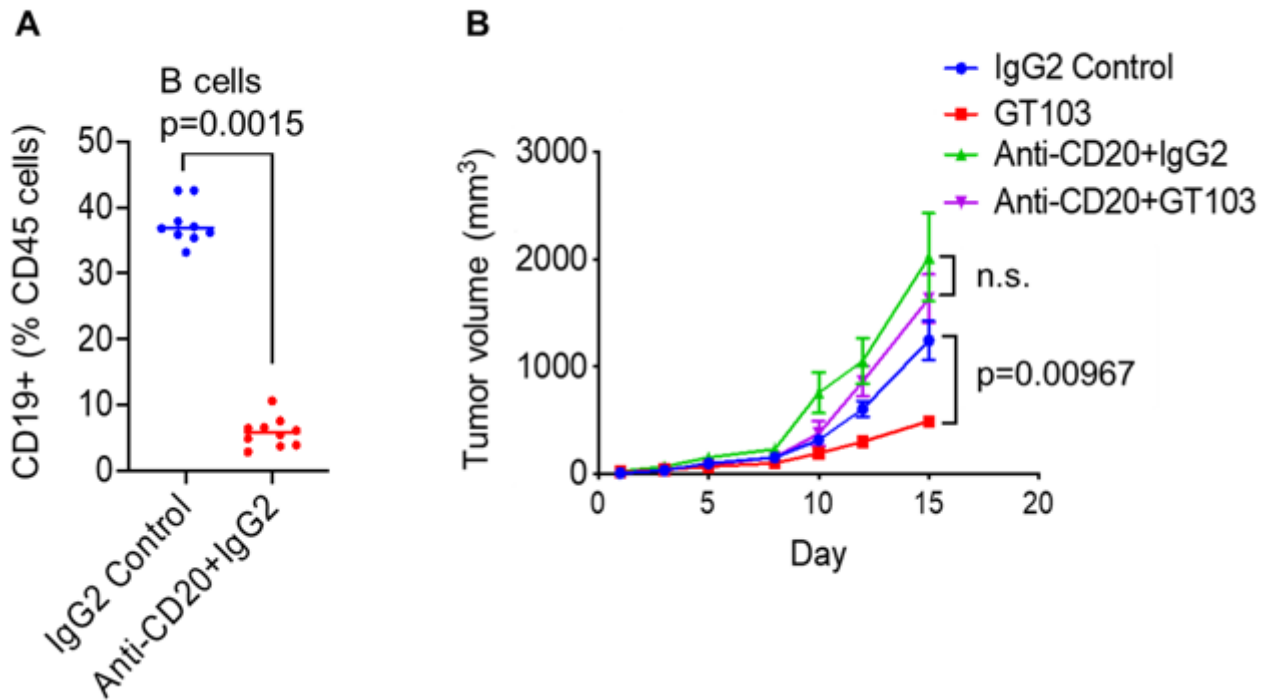 A
B cells
p=0.0015
CD19+ (% CD45 cells)
50
40
30
20
10
0
IgG2 Control
Anti-CD20+IgG2
B
IgG2 Control
GT103
Anti-CD20+IgG2
Anti-CD20+GT103
Tumor volume (mm³)
3000
2000
1000
0
n.s.
p=0.00967
0 5 10 15 20
Day